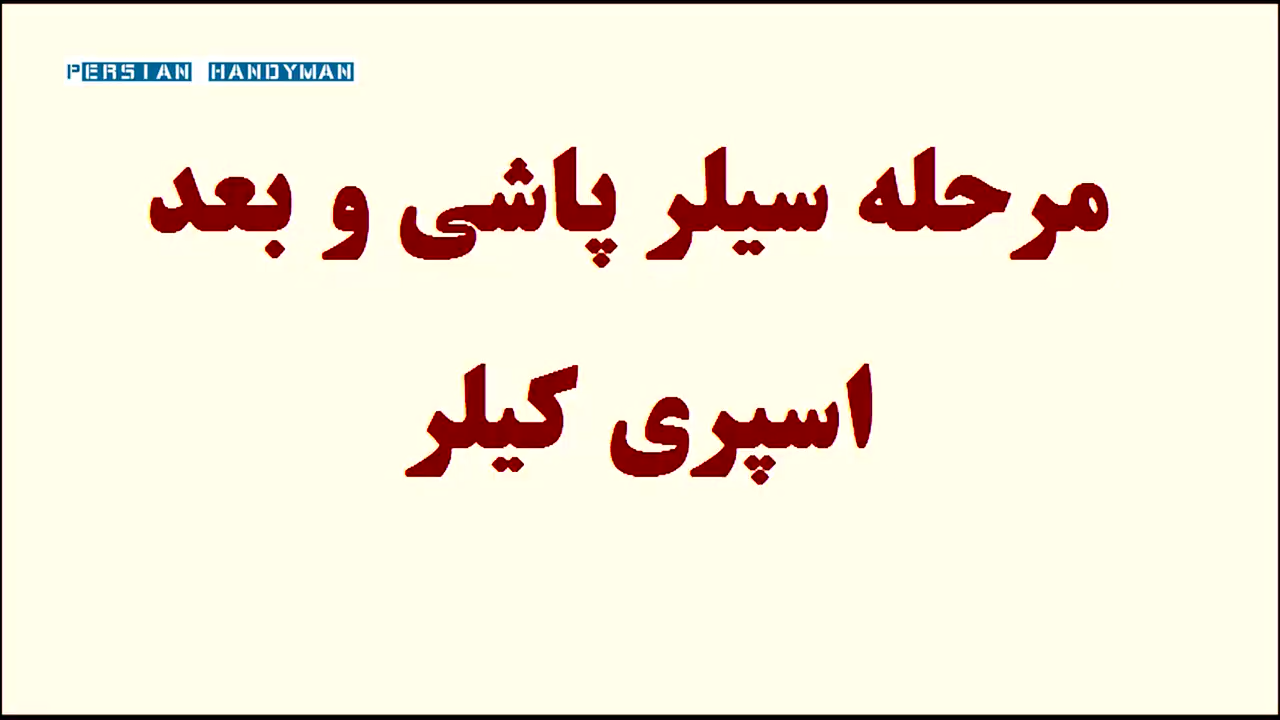 PERSIAN HANDYMAN
مرحله سیلر پاشی و بعد
اسپری کیلر